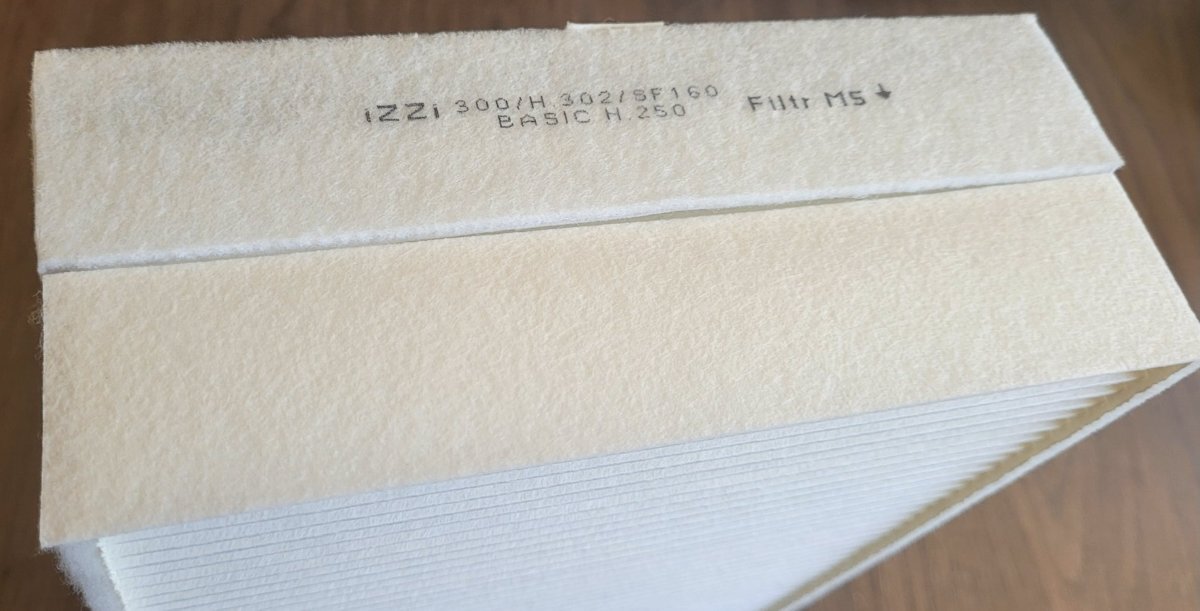 iZZi 300/H.302/SF160 Filtr M5
BASIC H.250